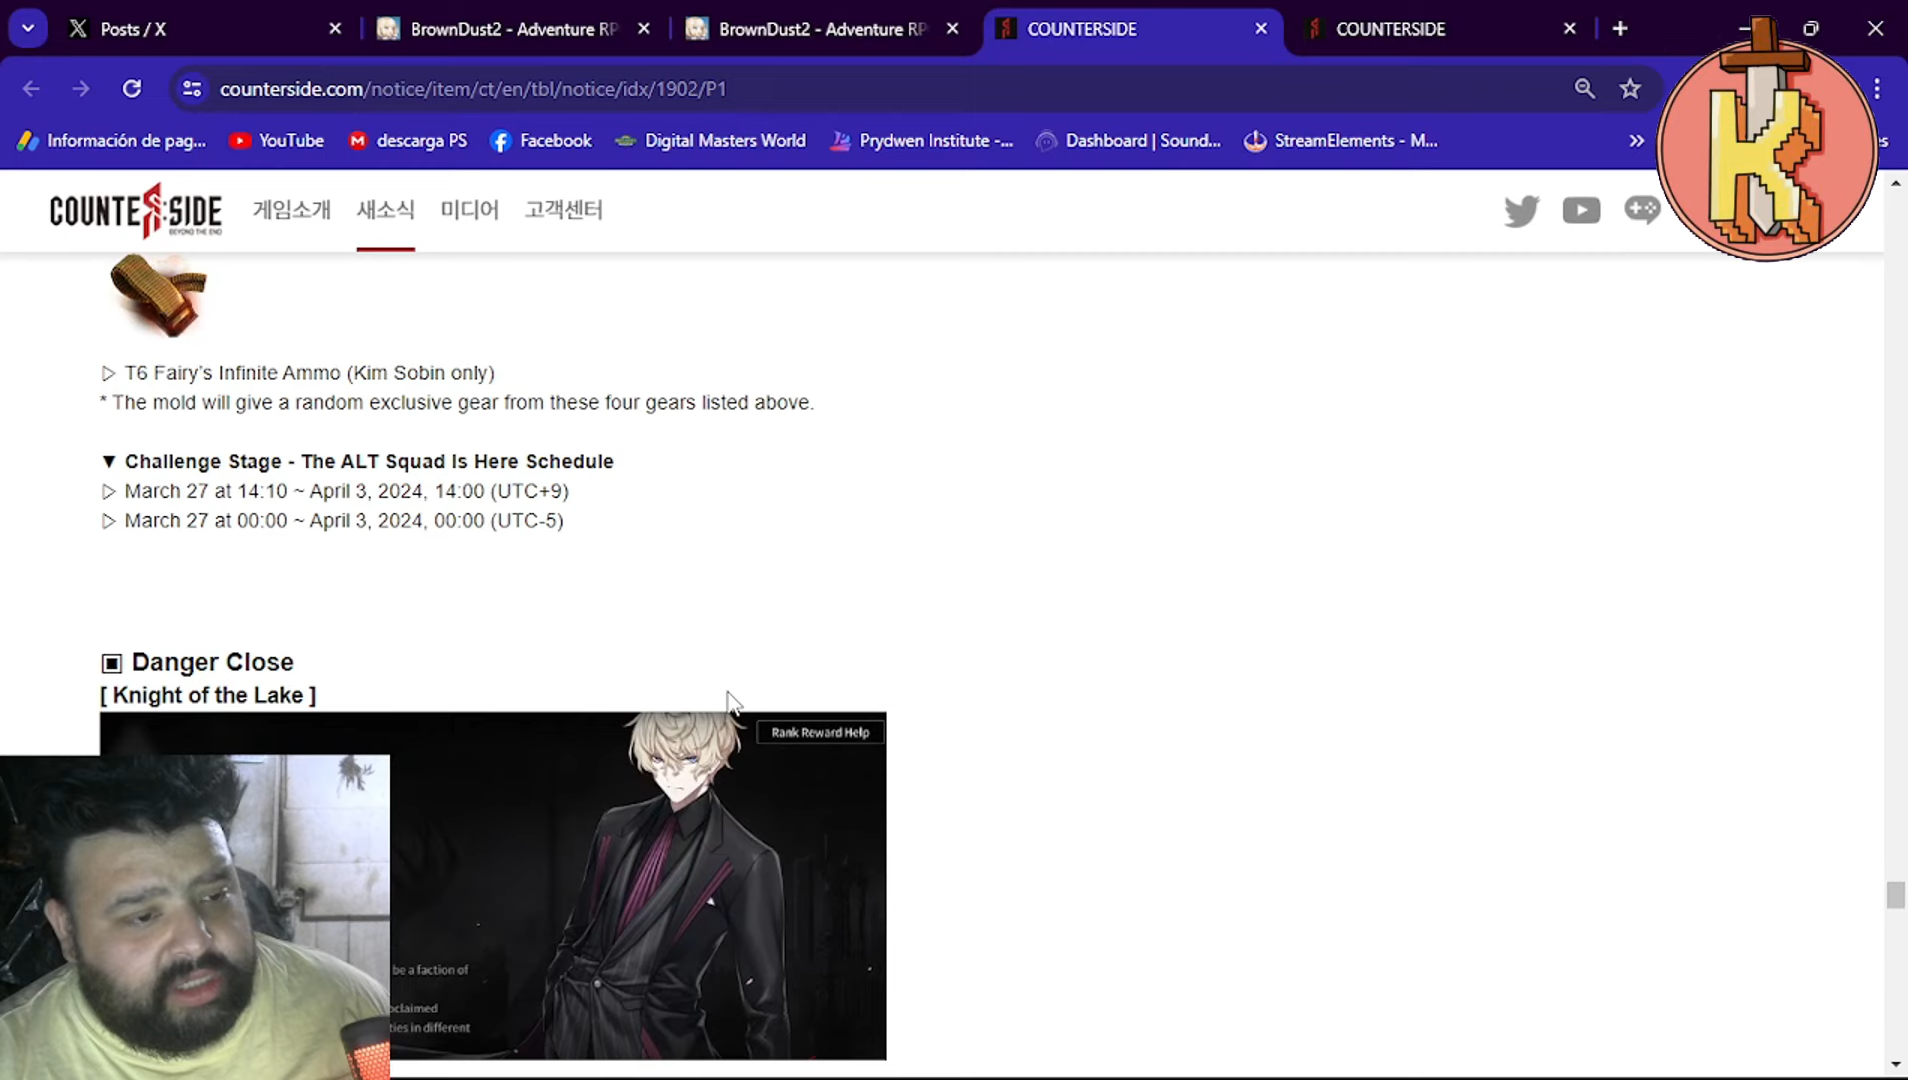 Posts / X
BrownDust2 - Adventure RP
BrownDust2 - Adventure RP
COUNTERSIDE
COUNTERSIDE
counterside.com/notice/item/ct/en/tbl/notice/idx/1902/P1
Información de pag...
YouTube
descarga PS
Facebook
Digital Masters World
Prydwen Institute -...
Dashboard | Sound...
StreamElements - M...
COUNTER:SIDE
BEYOND THE END
게임소개
새소식
미디어
고객센터
K
▷ T6 Fairy's Infinite Ammo (Kim Sobin only)
* The mold will give a random exclusive gear from these four gears listed above.
▼ Challenge Stage - The ALT Squad Is Here Schedule
▷ March 27 at 14:10 ~ April 3, 2024, 14:00 (UTC+9)
▷ March 27 at 00:00 ~ April 3, 2024, 00:00 (UTC-5)
▣ Danger Close
[ Knight of the Lake ]
Rank Reward Help
be a faction of